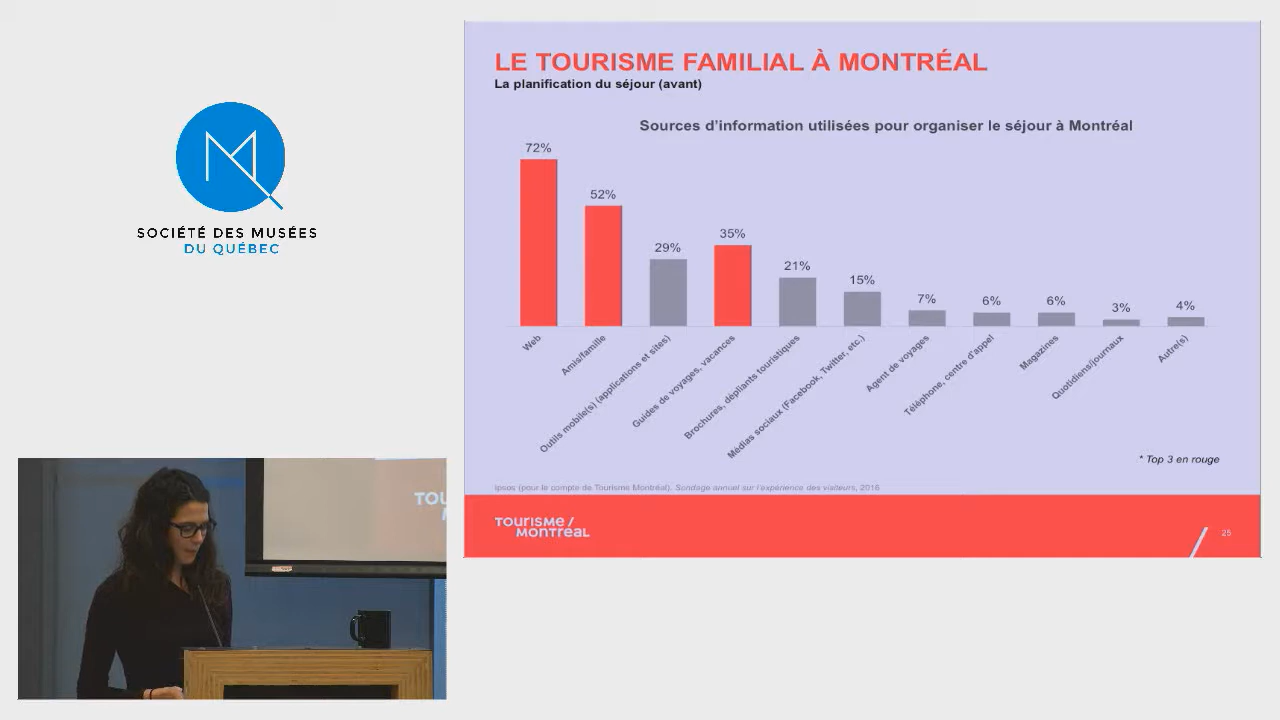 SOCIÉTÉ DES MUSÉES
DU QUÉBEC
LE TOURISME FAMILIAL À MONTRÉAL
La planification du séjour (avant)
Sources d'information utilisées pour organiser le séjour à Montréal
72%
52%
29%
35%
21%
15%
7%
6%
6%
3%
4%
Web
Amis/famille
Outils mobile(s) (applications et sites)
Guides de voyages, vacances
Brochures, dépliants touristiques
Médias sociaux (Facebook, Twitter, etc.)
Agent de voyages
Téléphone, centre d'appel
Magazines
Quotidiens/journaux
Autre(s)
* Top 3 en rouge
Ipsos (pour le compte de Tourisme Montréal). Sondage annuel sur l'expérience des visiteurs, 2016
TOURISME /
MONTRÉAL
25
TOU